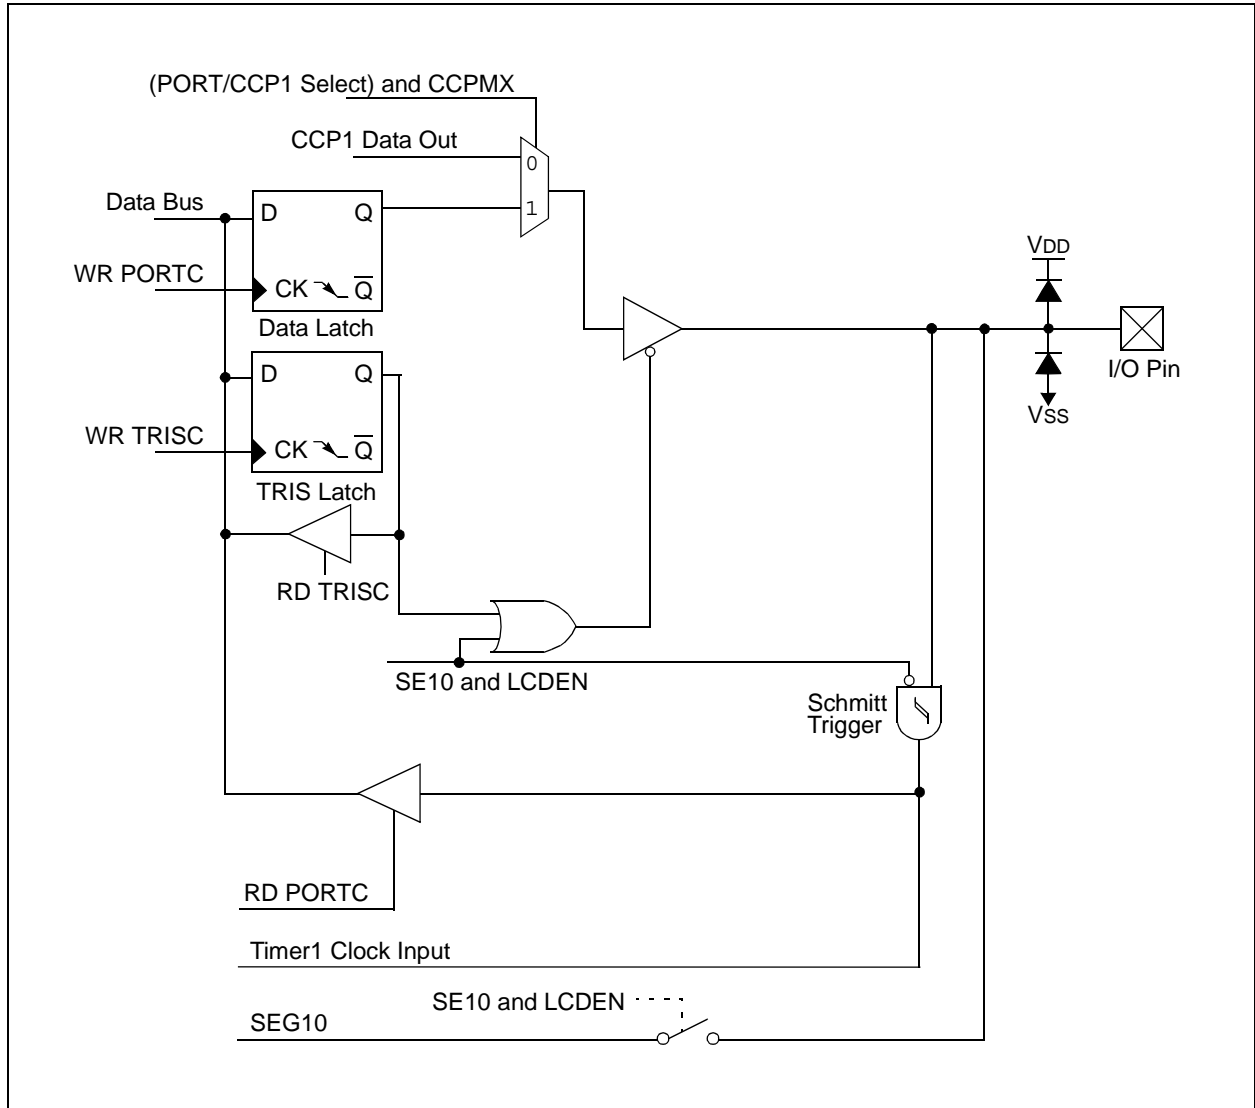 (PORT/CCP1 Select) and CCPMX
CCP1 Data Out
0
1
Data Bus
D
Q
WR PORTC
CK
Q̅
Data Latch
VDD
I/O Pin
VSS
D
Q
WR TRISC
CK
Q̅
TRIS Latch
RD TRISC
SE10 and LCDEN
Schmitt
Trigger
RD PORTC
Timer1 Clock Input
SE10 and LCDEN
SEG10